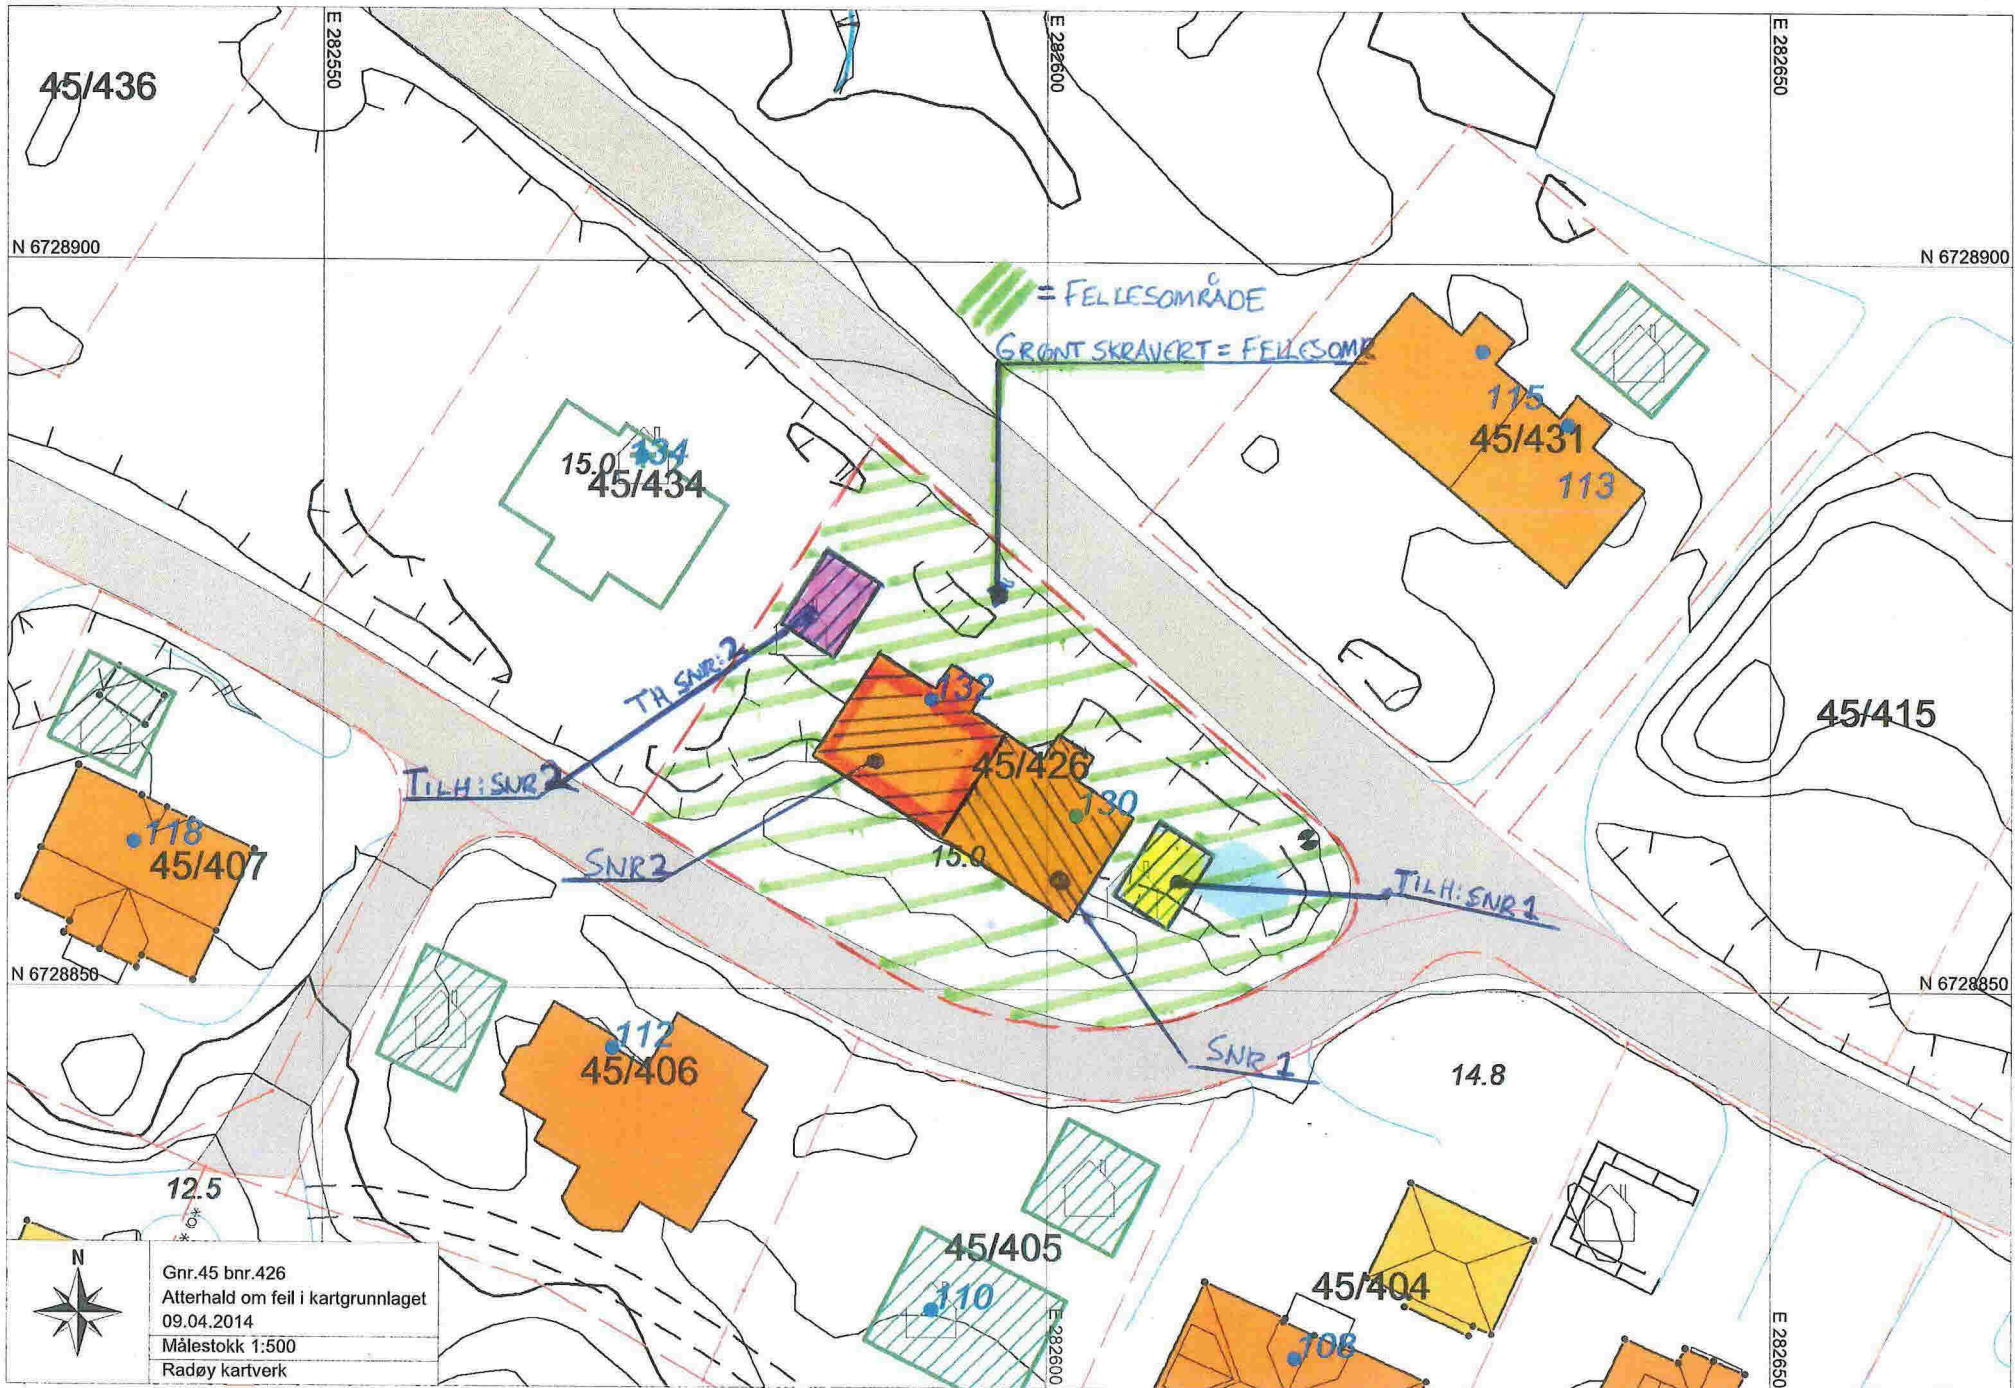 E 282550
E 282600
E 282650
45/436
N 6728900
N 6728900
= FELLESOMRÅDE
GRØNT SKRAVERT = FELLESOMR
115
45/431
113
134
15.0
45/434
TH SNR:2
132
45/415
45/426
TILH: SNR 2
130
118
45/407
SNR 2
15.0
TILH: SNR 1
N 6728850
N 6728850
112
45/406
SNR 1
14.8
12.5
45/405
45/404
110
108
E 282600
E 282650
N
Gnr.45 bnr.426
Atterhald om feil i kartgrunnlaget
09.04.2014
Målestokk 1:500
Radøy kartverk